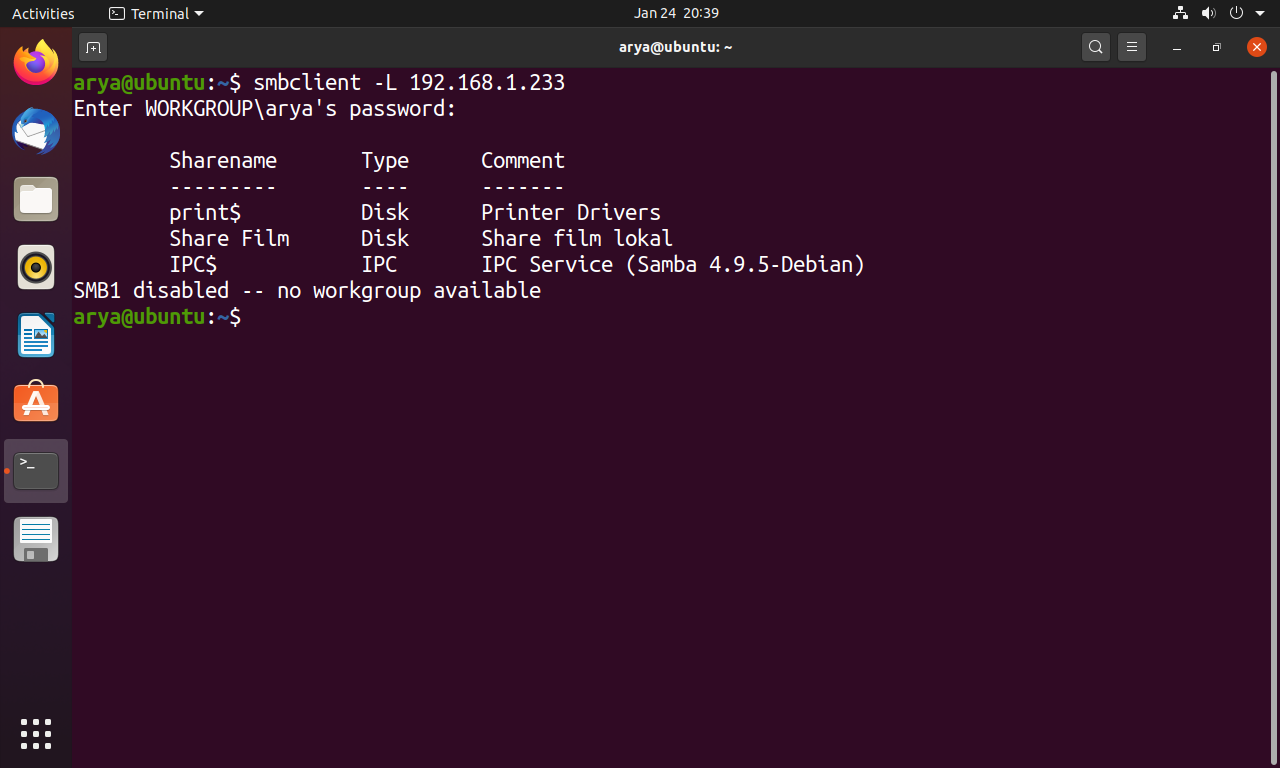 Activities
Terminal
Jan 24 20:39
arya@ubuntu: ~
arya@ubuntu:~$ smbclient -L 192.168.1.233
Enter WORKGROUP\arya's password:
Sharename Type Comment
--------- ---- -------
print$ Disk Printer Drivers
Share Film Disk Share film lokal
IPC$ IPC IPC Service (Samba 4.9.5-Debian)
SMB1 disabled -- no workgroup available
arya@ubuntu:~$